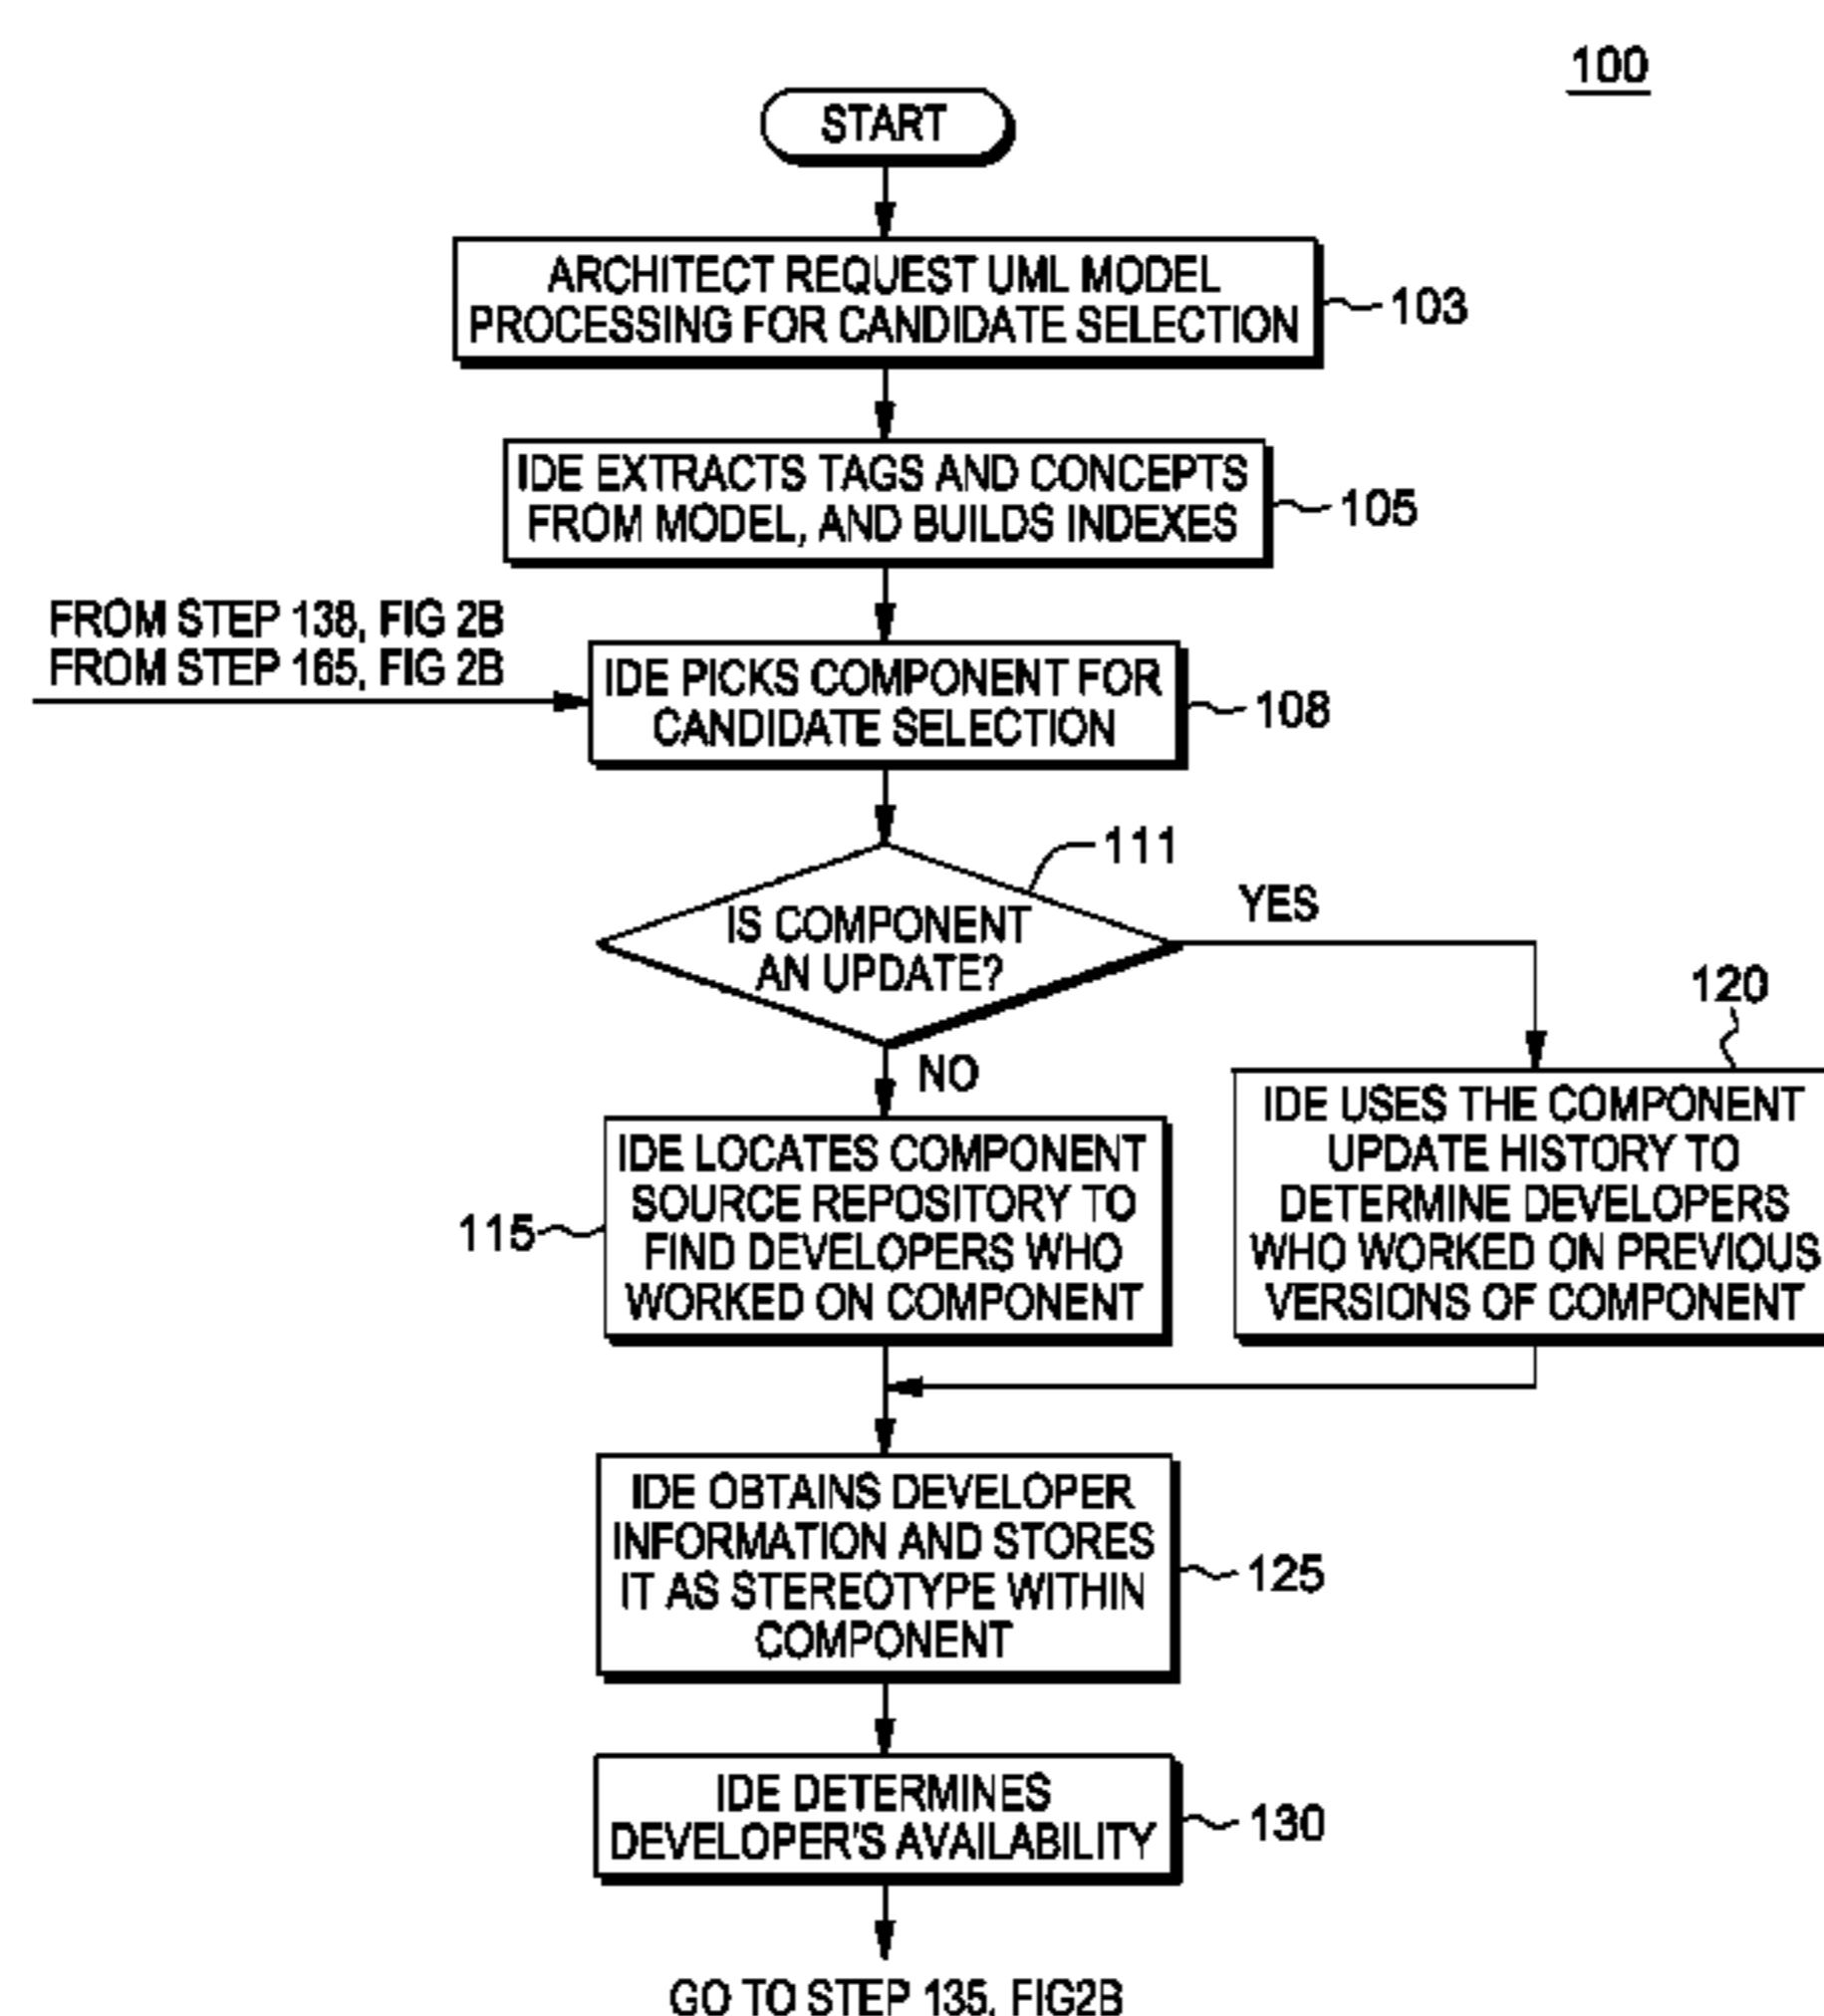 100
START
ARCHITECT REQUEST UML MODEL
PROCESSING FOR CANDIDATE SELECTION
103
IDE EXTRACTS TAGS AND CONCEPTS
FROM MODEL, AND BUILDS INDEXES
105
FROM STEP 138, FIG 2B
FROM STEP 165, FIG 2B
IDE PICKS COMPONENT FOR
CANDIDATE SELECTION
108
111
IS COMPONENT
AN UPDATE?
YES
NO
120
IDE USES THE COMPONENT
UPDATE HISTORY TO
DETERMINE DEVELOPERS
WHO WORKED ON PREVIOUS
VERSIONS OF COMPONENT
115
IDE LOCATES COMPONENT
SOURCE REPOSITORY TO
FIND DEVELOPERS WHO
WORKED ON COMPONENT
IDE OBTAINS DEVELOPER
INFORMATION AND STORES
IT AS STEREOTYPE WITHIN
COMPONENT
125
IDE DETERMINES
DEVELOPER'S AVAILABILITY
130
GO TO STEP 135, FIG2B